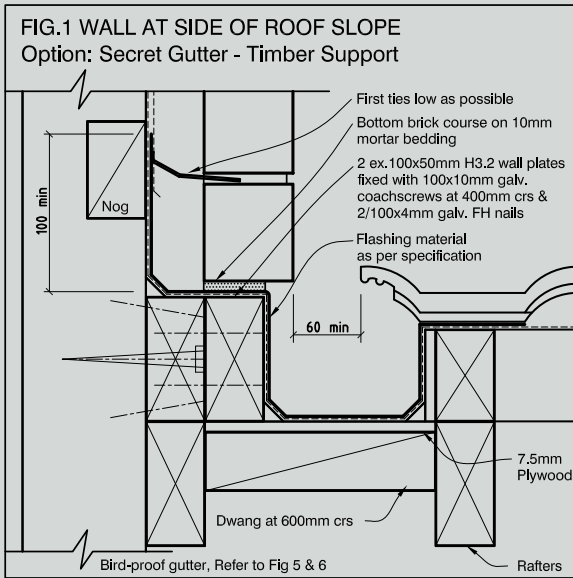 FIG.1 WALL AT SIDE OF ROOF SLOPE
Option: Secret Gutter - Timber Support
First ties low as possible
Bottom brick course on 10mm
mortar bedding
2 ex.100x50mm H3.2 wall plates
fixed with 100x10mm galv.
coachscrews at 400mm crs &
2/100x4mm galv. FH nails
Flashing material
as per specification
100 min
Nog
60 min
7.5mm
Plywood
Dwang at 600mm crs
Bird-proof gutter, Refer to Fig 5 & 6
Rafters